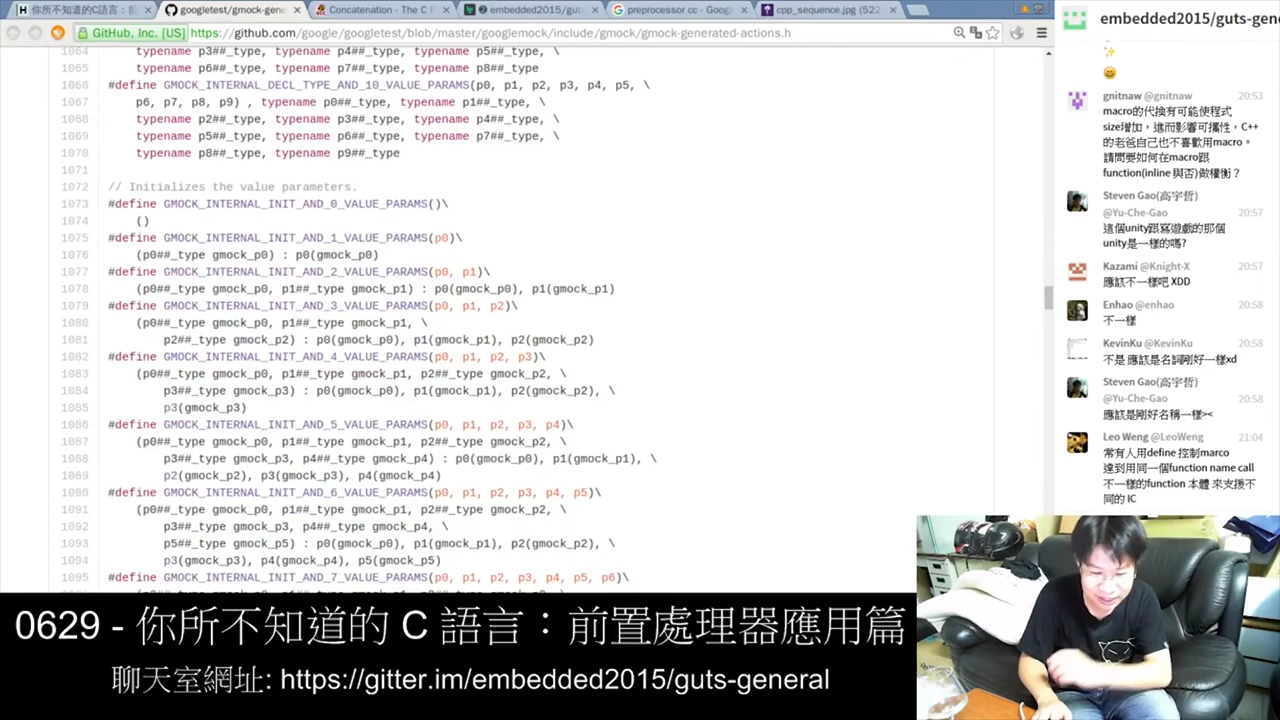 你所不知道的C語言：
googletest/gmock-gene
Concatenation - The C P
embedded2015/guts
preprocessor cc - Goog
cpp_sequence.jpg (522
GitHub, Inc. [US]
https://github.com/google/googletest/blob/master/googlemock/include/gmock/gmock-generated-actions.h
1064 typename p3##_type, typename p4##_type, typename p5##_type, \
1065 typename p6##_type, typename p7##_type, typename p8##_type
1066 #define GMOCK_INTERNAL_DECL_TYPE_AND_10_VALUE_PARAMS(p0, p1, p2, p3, p4, p5, \
1067 p6, p7, p8, p9) , typename p0##_type, typename p1##_type, \
1068 typename p2##_type, typename p3##_type, typename p4##_type, \
1069 typename p5##_type, typename p6##_type, typename p7##_type, \
1070 typename p8##_type, typename p9##_type
1071
1072 // Initializes the value parameters.
1073 #define GMOCK_INTERNAL_INIT_AND_0_VALUE_PARAMS()\
1074 ()
1075 #define GMOCK_INTERNAL_INIT_AND_1_VALUE_PARAMS(p0)\
1076 (p0##_type gmock_p0) : p0(gmock_p0)
1077 #define GMOCK_INTERNAL_INIT_AND_2_VALUE_PARAMS(p0, p1)\
1078 (p0##_type gmock_p0, p1##_type gmock_p1) : p0(gmock_p0), p1(gmock_p1)
1079 #define GMOCK_INTERNAL_INIT_AND_3_VALUE_PARAMS(p0, p1, p2)\
1080 (p0##_type gmock_p0, p1##_type gmock_p1, \
1081 p2##_type gmock_p2) : p0(gmock_p0), p1(gmock_p1), p2(gmock_p2)
1082 #define GMOCK_INTERNAL_INIT_AND_4_VALUE_PARAMS(p0, p1, p2, p3)\
1083 (p0##_type gmock_p0, p1##_type gmock_p1, p2##_type gmock_p2, \
1084 p3##_type gmock_p3) : p0(gmock_p0), p1(gmock_p1), p2(gmock_p2), \
1085 p3(gmock_p3)
1086 #define GMOCK_INTERNAL_INIT_AND_5_VALUE_PARAMS(p0, p1, p2, p3, p4)\
1087 (p0##_type gmock_p0, p1##_type gmock_p1, p2##_type gmock_p2, \
1088 p3##_type gmock_p3, p4##_type gmock_p4) : p0(gmock_p0), p1(gmock_p1), \
1089 p2(gmock_p2), p3(gmock_p3), p4(gmock_p4)
1090 #define GMOCK_INTERNAL_INIT_AND_6_VALUE_PARAMS(p0, p1, p2, p3, p4, p5)\
1091 (p0##_type gmock_p0, p1##_type gmock_p1, p2##_type gmock_p2, \
1092 p3##_type gmock_p3, p4##_type gmock_p4, \
1093 p5##_type gmock_p5) : p0(gmock_p0), p1(gmock_p1), p2(gmock_p2), \
1094 p3(gmock_p3), p4(gmock_p4), p5(gmock_p5)
1095 #define GMOCK_INTERNAL_INIT_AND_7_VALUE_PARAMS(p0, p1, p2, p3, p4, p5, p6)\
embedded2015/guts-gene
gnitnaw @gnitnaw 20:53
macro的代換有可能使程式
size增加，進而影響可攜性，C++
的老爸自己也不喜歡用macro。
請問要如何在macro跟
function(inline 與否)做權衡？
Steven Gao(高宇哲)
@Yu-Che-Gao 20:57
這個unity跟寫遊戲的那個
unity是一樣的嗎?
Kazami @Knight-X 20:57
應該不一樣吧 XDD
Enhao @enhao 20:58
不一樣
KevinKu @KevinKu 20:58
不是 應該是名詞剛好一樣xd
Steven Gao(高宇哲)
@Yu-Che-Gao 20:58
應該是剛好名稱一樣><
Leo Weng @LeoWeng 21:04
常有人用define 控制marco
達到用同一個function name call
不一樣的function 本體 來支援不
同的 IC
0629 - 你所不知道的 C 語言：前置處理器應用篇
聊天室網址: https://gitter.im/embedded2015/guts-general